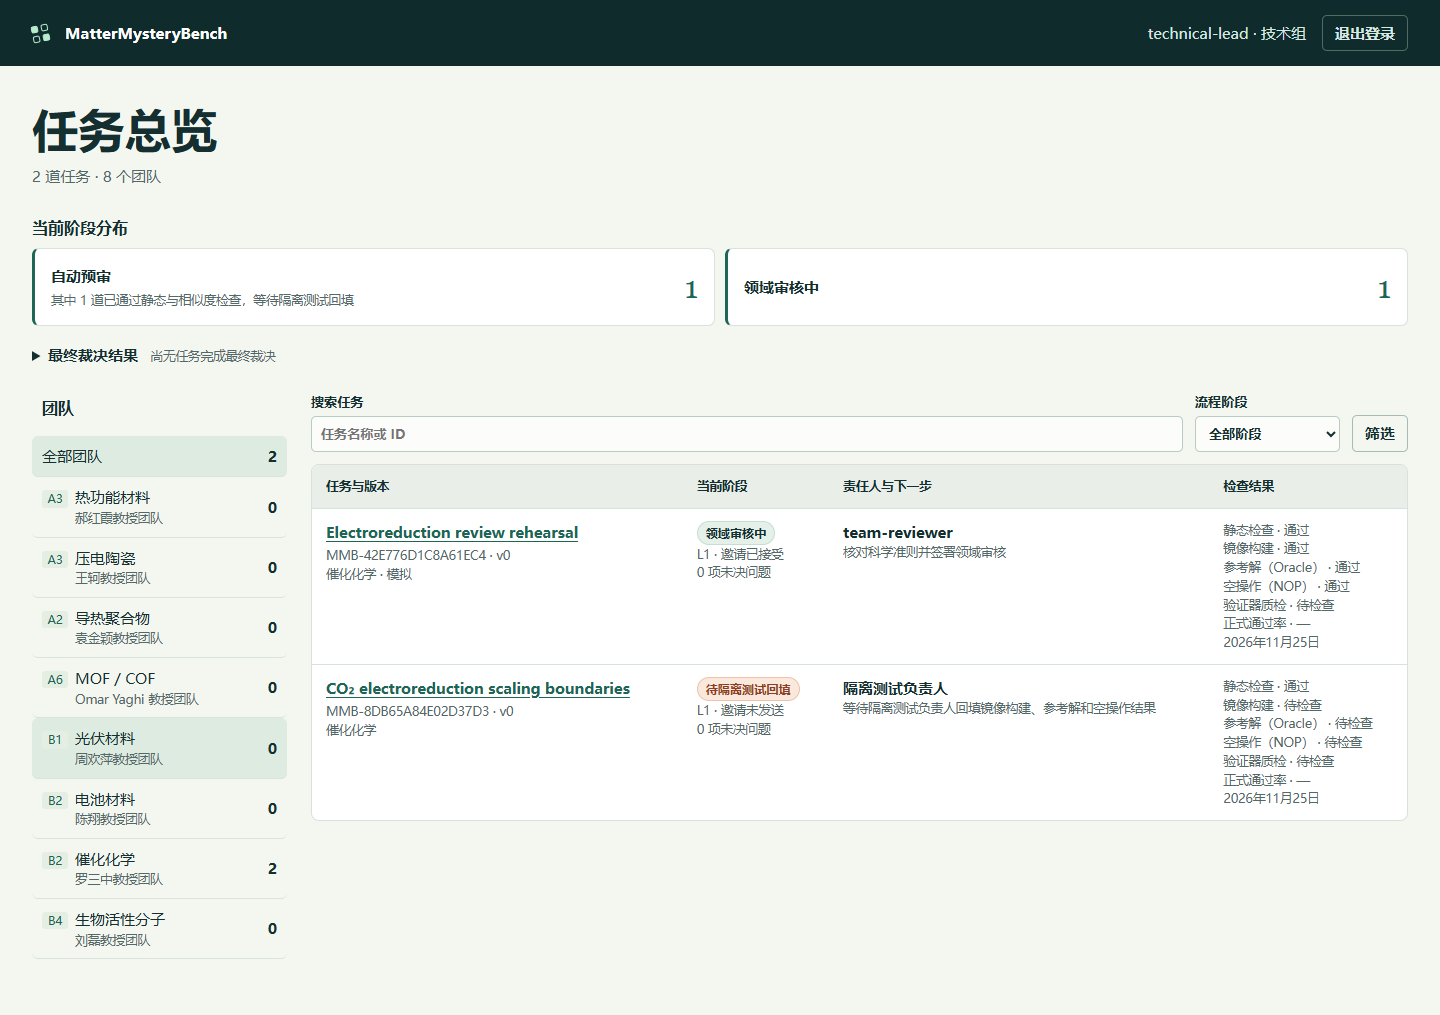 MatterMysteryBench
technical-lead · 技术组
退出登录
任务总览
2 道任务 · 8 个团队
当前阶段分布
自动预审
其中 1 道已通过静态与相似度检查，等待隔离测试回填
1
领域审核中
1
最终裁决结果 尚无任务完成最终裁决
团队
全部团队 2
A3 热功能材料
郝红霞教授团队
0
A3 压电陶瓷
王轲教授团队
0
A2 导热聚合物
袁金颖教授团队
0
A6 MOF / COF
Omar Yaghi 教授团队
0
B1 光伏材料
周欢萍教授团队
0
B2 电池材料
陈翔教授团队
0
B2 催化化学
罗三中教授团队
2
B4 生物活性分子
刘磊教授团队
0
搜索任务
任务名称或 ID
流程阶段
全部阶段
筛选
任务与版本 当前阶段 责任人与下一步 检查结果
Electroreduction review rehearsal
MMB-42E776D1C8A61EC4 · v0
催化化学 · 模拟
领域审核中
L1 · 邀请已接受
0 项未决问题
team-reviewer
核对科学准则并签署领域审核
静态检查 · 通过
镜像构建 · 通过
参考解（Oracle） · 通过
空操作（NOP） · 通过
验证器质检 · 待检查
正式通过率 · —
2026年11月25日
CO₂ electroreduction scaling boundaries
MMB-8DB65A84E02D37D3 · v0
催化化学
待隔离测试回填
L1 · 邀请未发送
0 项未决问题
隔离测试负责人
等待隔离测试负责人回填镜像构建、参考解和空操作结果
静态检查 · 通过
镜像构建 · 待检查
参考解（Oracle） · 待检查
空操作（NOP） · 待检查
验证器质检 · 待检查
正式通过率 · —
2026年11月25日